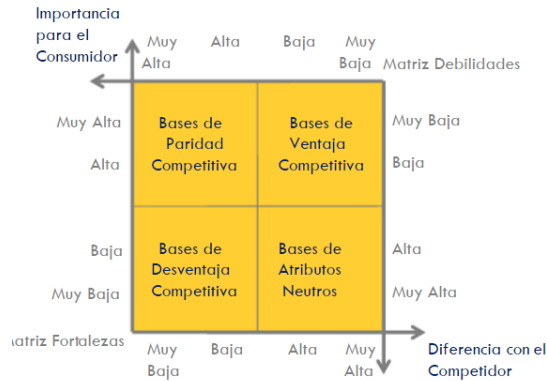 Importancia
para el
Consumidor
Muy Alta Baja Muy
Alta Baja
Matriz Debilidades
Muy Alta
Alta
Bases de
Paridad
Competitiva
Bases de
Ventaja
Competitiva
Muy Baja
Baja
Baja
Muy Baja
Bases de
Desventaja
Competitiva
Bases de
Atributos
Neutros
Alta
Muy Alta
atriz Fortalezas
Muy Baja Alta Muy
Baja Alta
Diferencia con el
Competidor